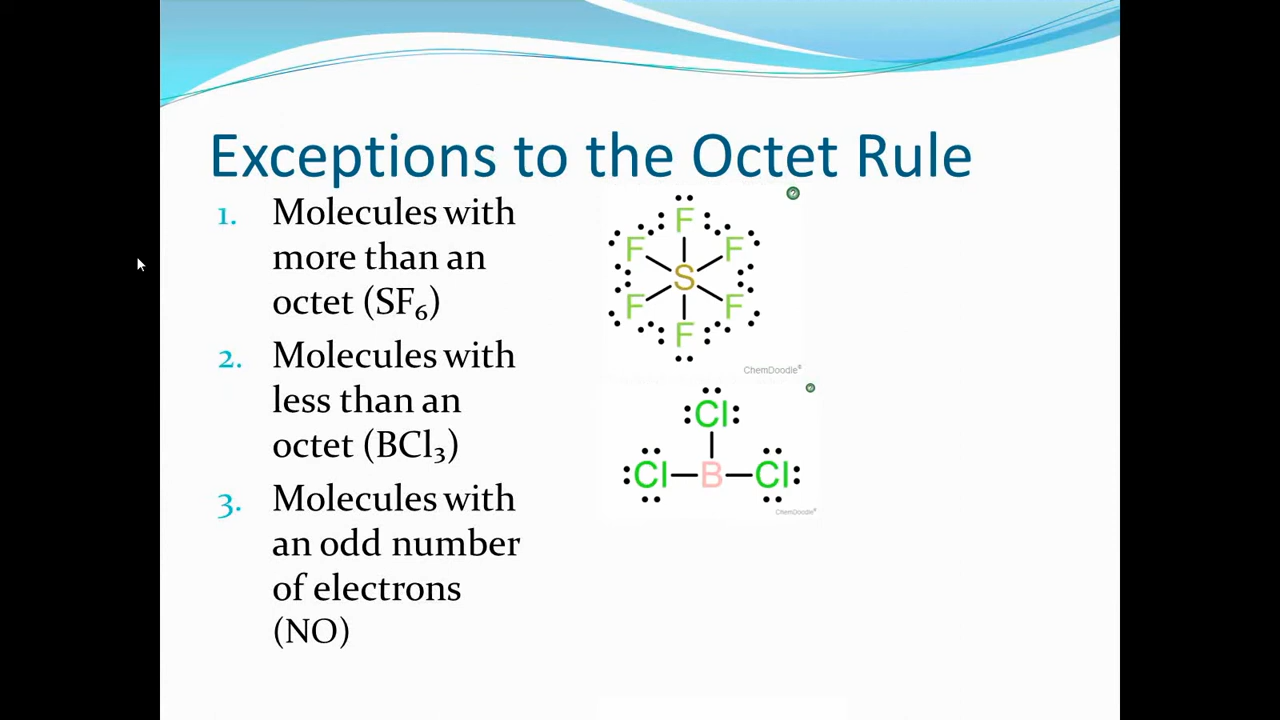 Exceptions to the Octet Rule
1. Molecules with
more than an
octet (SF₆)
2. Molecules with
less than an
octet (BCl₃)
3. Molecules with
an odd number
of electrons
(NO)
F
F F
S
F F
F
ChemDoodle®
Cl
Cl B Cl
ChemDoodle®